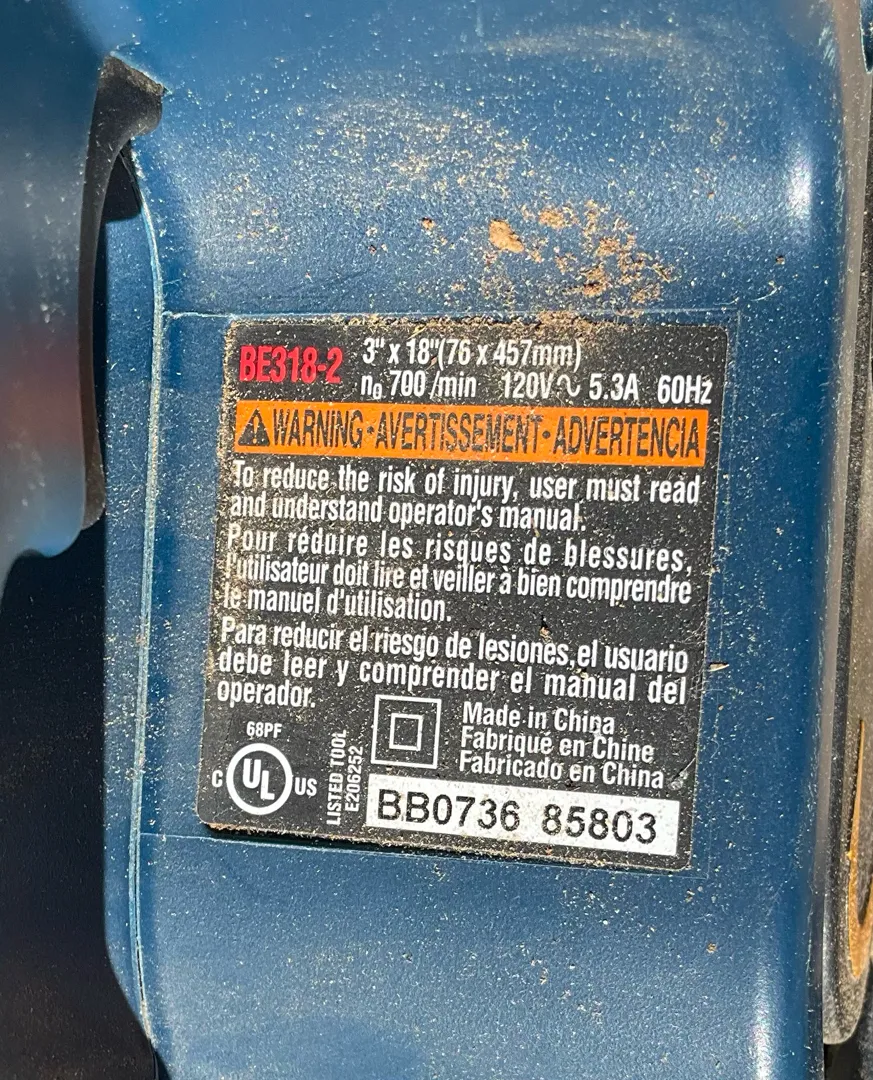 BE318-2 3" x 18"(76 x 457mm)
n₀ 700 /min 120V ∿ 5.3A 60Hz
⚠ WARNING·AVERTISSEMENT·ADVERTENCIA
To reduce the risk of injury, user must read
and understand operator's manual.
Pour réduire les risques de blessures,
l'utilisateur doit lire et veiller à bien comprendre
le manuel d'utilisation.
Para reducir el riesgo de lesiones,el usuario
debe leer y comprender el manual del
operador.
68PF
C UL US
LISTED TOOL
E206252
Made in China
Fabriqué en Chine
Fabricado en China
BB0736 85803